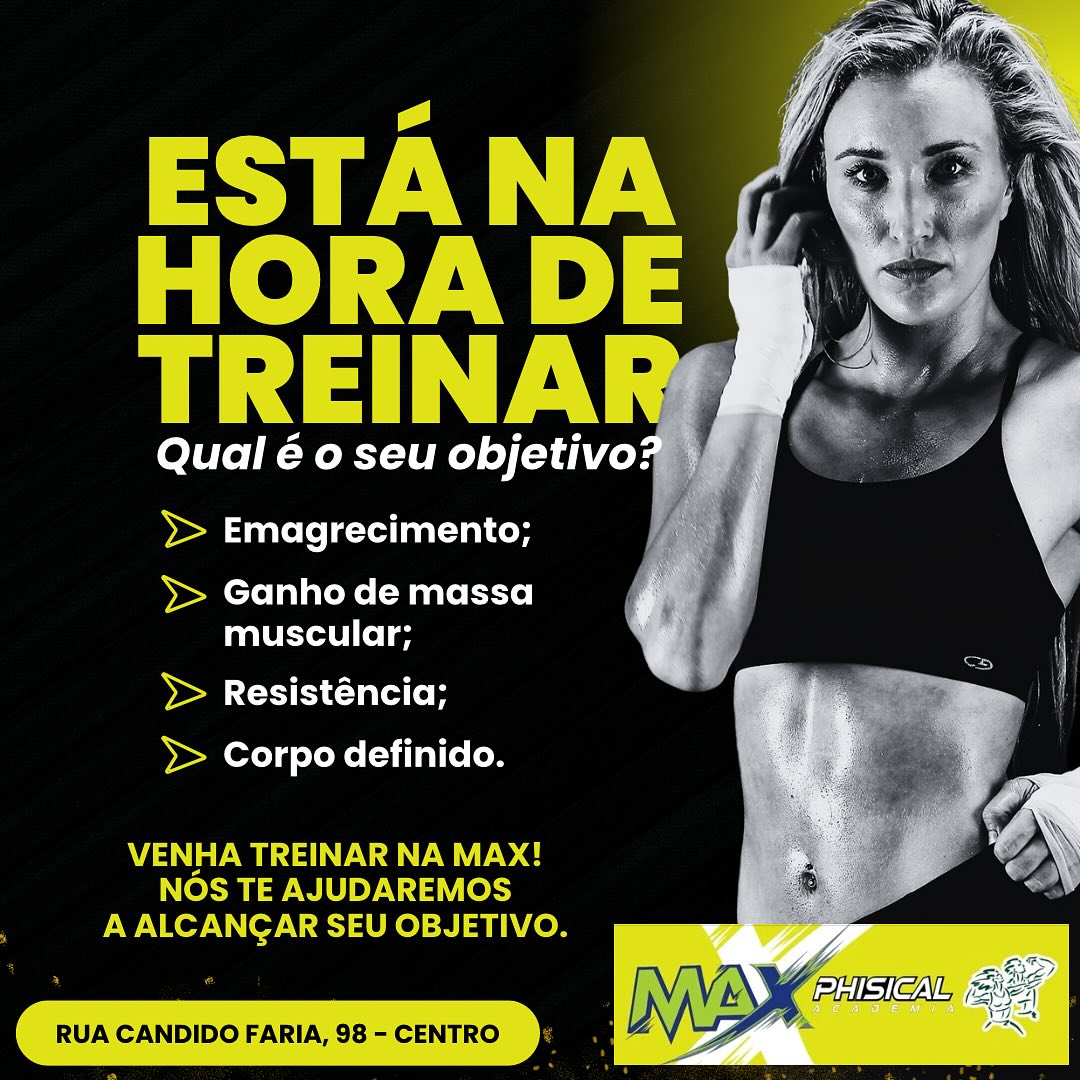 ESTÁ NA
HORA DE
TREINAR
Qual é o seu objetivo?
Emagrecimento;
Ganho de massa
muscular;
Resistência;
Corpo definido.
VENHA TREINAR NA MAX!
NÓS TE AJUDAREMOS
A ALCANÇAR SEU OBJETIVO.
RUA CANDIDO FARIA, 98 - CENTRO
MAX PHISICAL
ACADEMIA